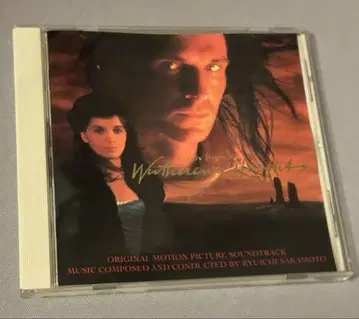 Wuthering Heights
ORIGINAL MOTION PICTURE SOUNDTRACK
MUSIC COMPOSED AND CONDUCTED BY RYUICHI SAKAMOTO